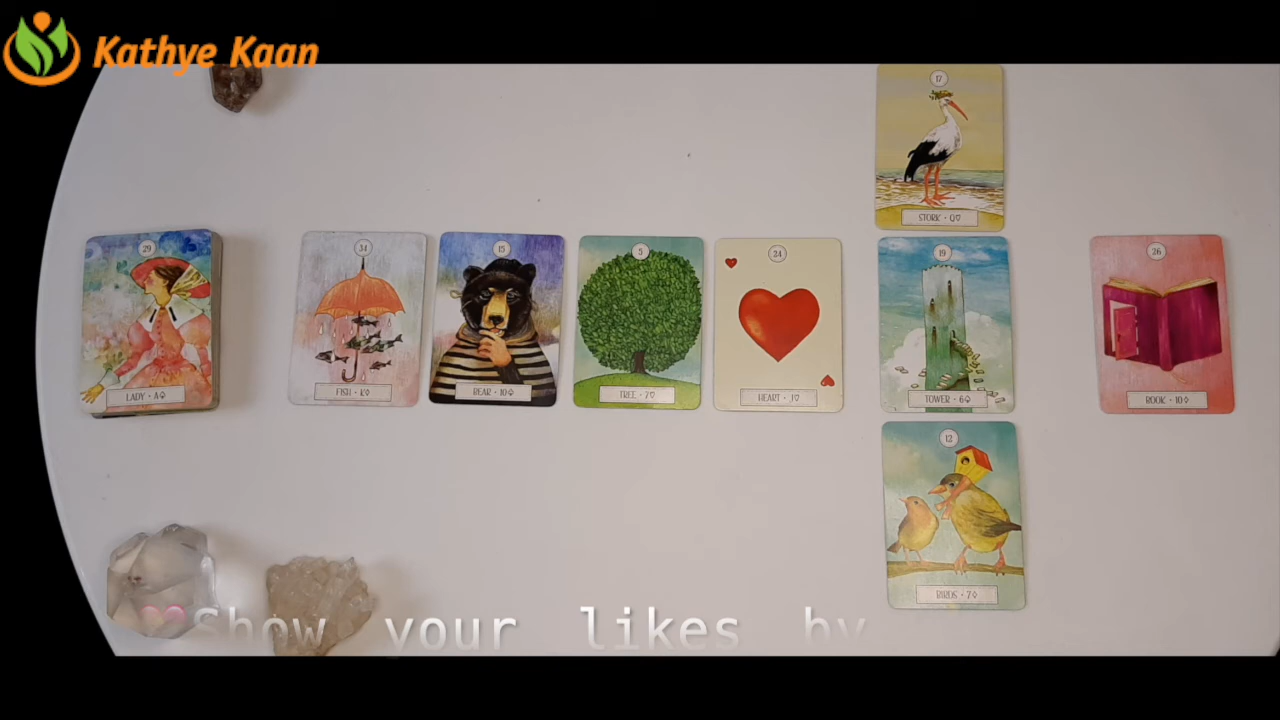 Kathye Kaan
17
STORK • Q♡
29
LADY • A♤
34
FISH • K♢
15
BEAR • 10♧
5
TREE • 7♡
24
HEART • J♡
19
TOWER • 6♤
26
BOOK • 10♢
12
BIRDS • 7♢
💗Show your likes by